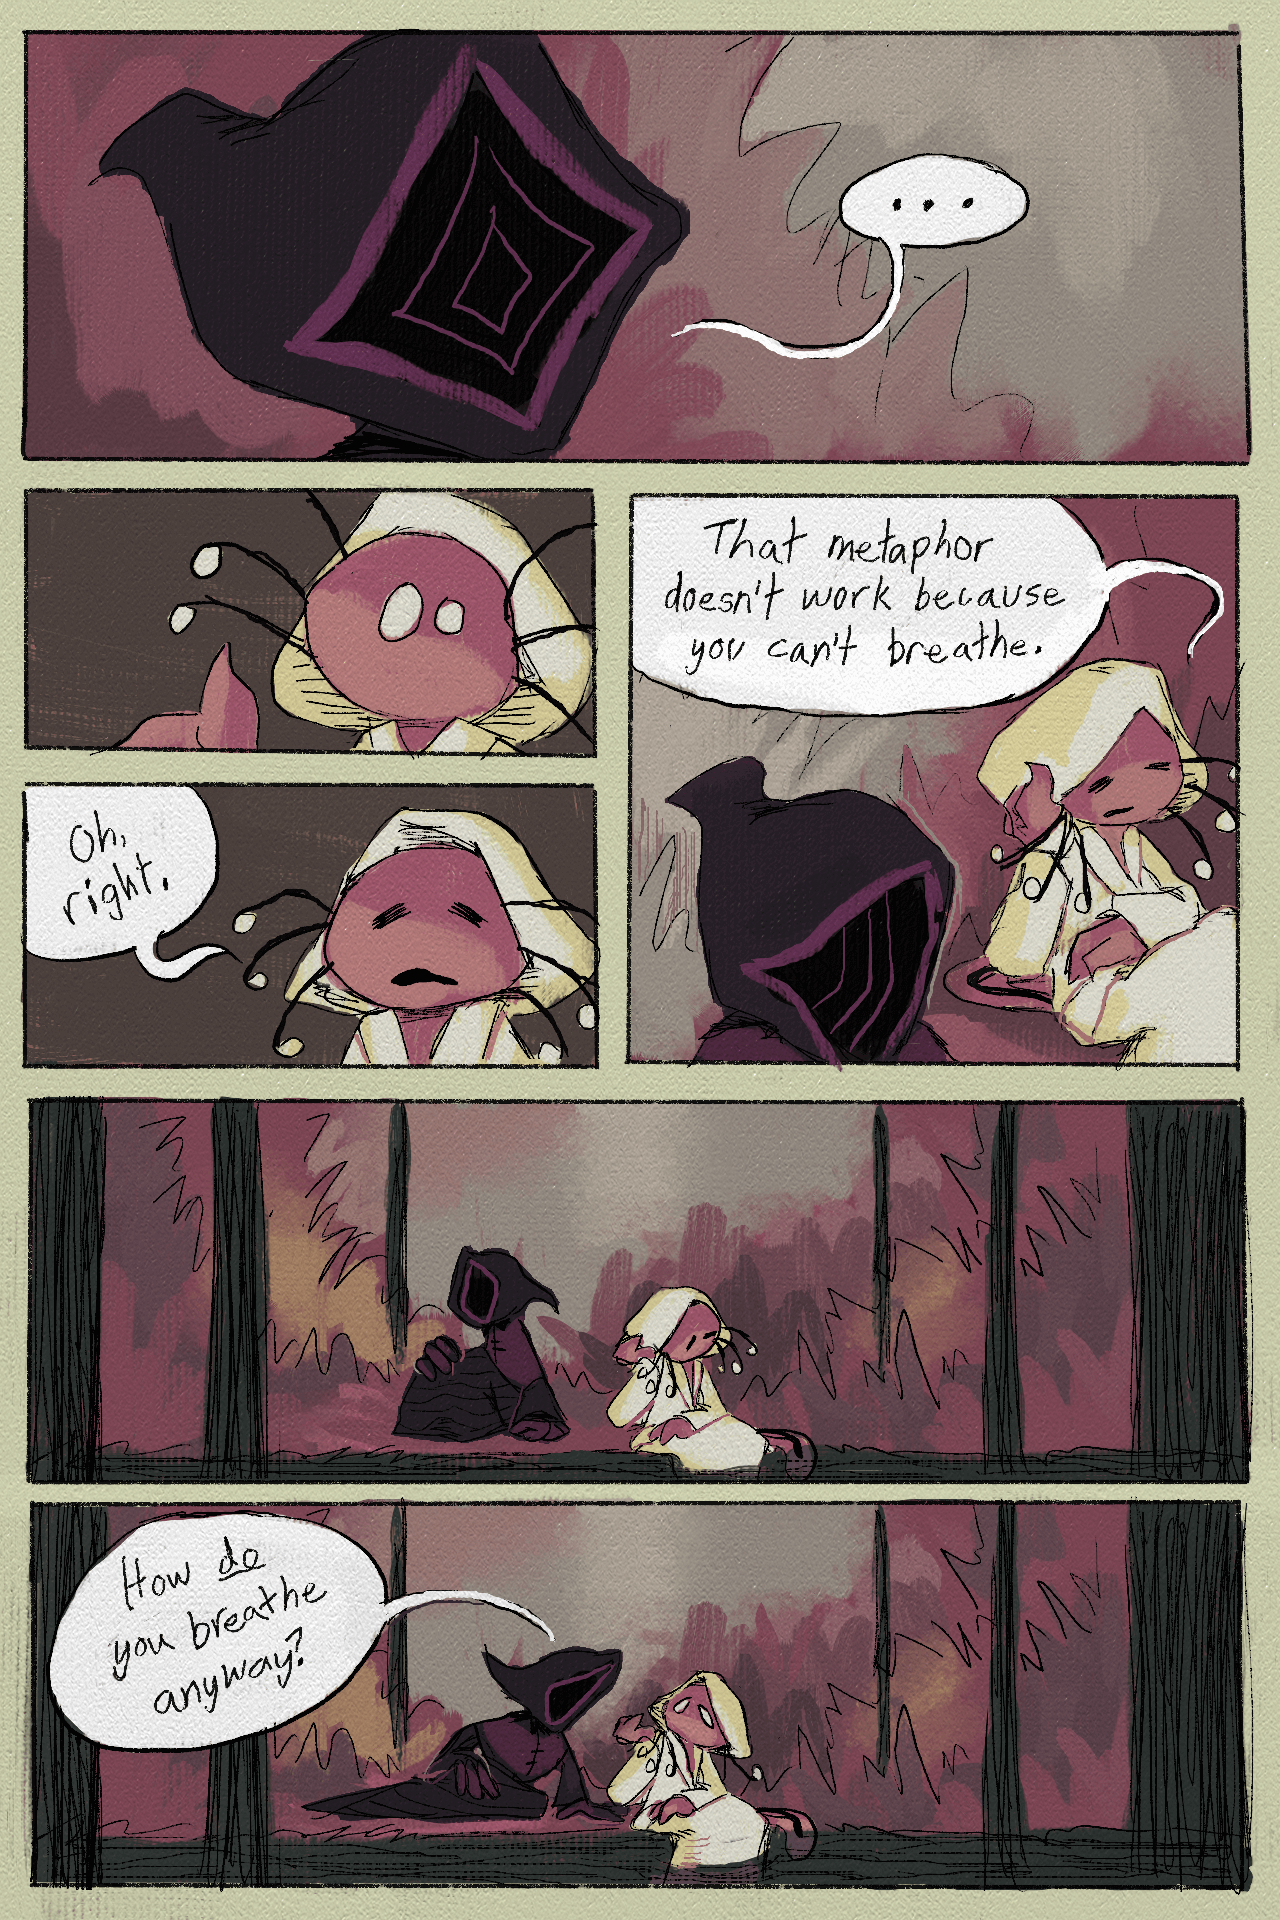 ...
That metaphor
doesn't work because
you can't breathe.
Oh,
right.
How do
you breathe
anyway?